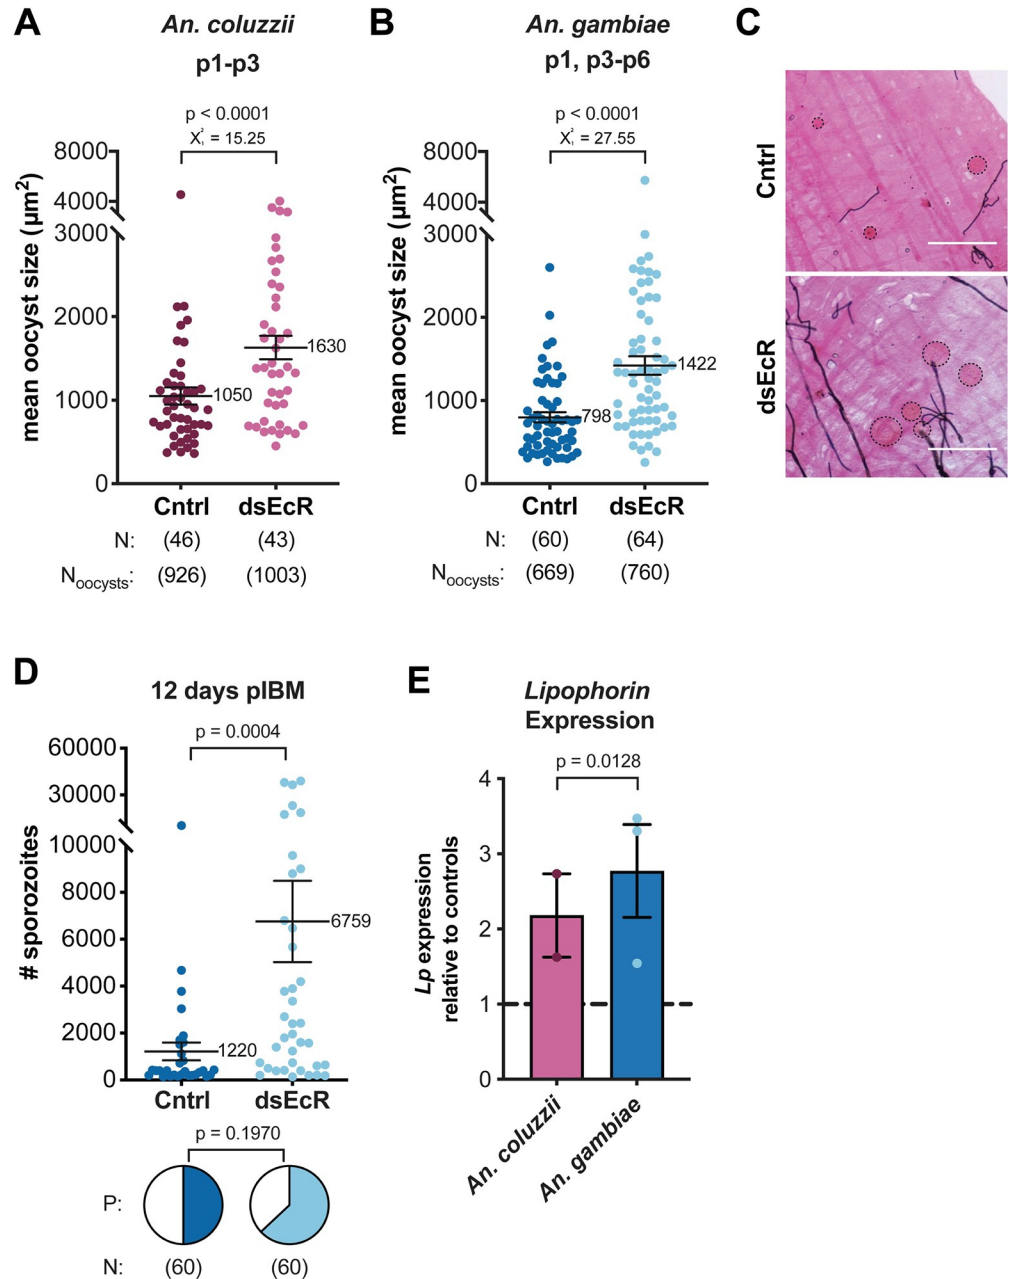 A
An. coluzzii
p1-p3
p < 0.0001
X²₁ = 15.25
mean oocyst size (µm²)
8000
4000
3000
2000
1000
0
1630
1050
Cntrl dsEcR
N: (46) (43)
Noocysts: (926) (1003)
B
An. gambiae
p1, p3-p6
p < 0.0001
X²₁ = 27.55
mean oocyst size (µm²)
8000
4000
3000
2000
1000
0
1422
798
Cntrl dsEcR
N: (60) (64)
Noocysts: (669) (760)
C
Cntrl
dsEcR
D
12 days pIBM
p = 0.0004
# sporozoites
60000
30000
10000
8000
6000
4000
2000
0
6759
1220
Cntrl dsEcR
p = 0.1970
P:
N: (60) (60)
E
Lipophorin
Expression
p = 0.0128
Lp expression
relative to controls
4
3
2
1
0
An. coluzzii
An. gambiae